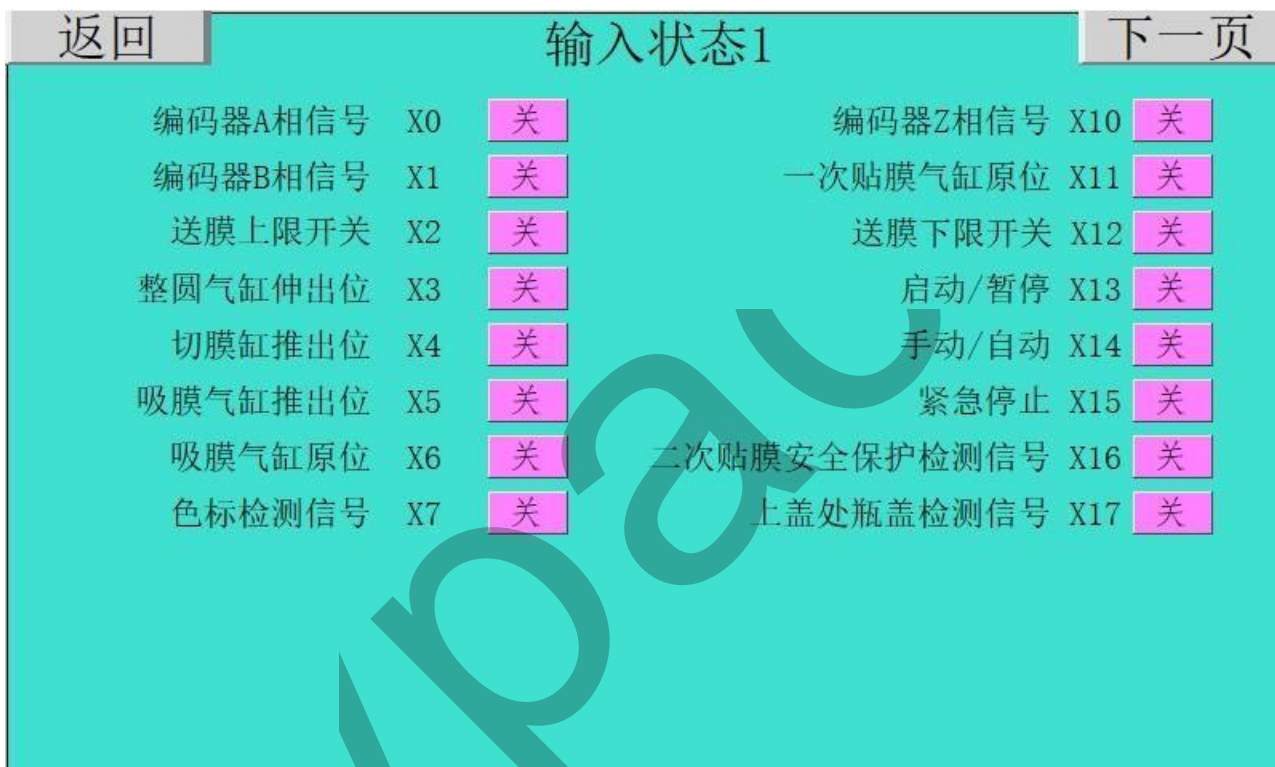 返回 输入状态1 下一页
编码器A相信号 X0 关 编码器Z相信号 X10 关
编码器B相信号 X1 关 一次贴膜气缸原位 X11 关
送膜上限开关 X2 关 送膜下限开关 X12 关
整圆气缸伸出位 X3 关 启动/暂停 X13 关
切膜缸推出位 X4 关 手动/自动 X14 关
吸膜气缸推出位 X5 关 紧急停止 X15 关
吸膜气缸原位 X6 关 二次贴膜安全保护检测信号 X16 关
色标检测信号 X7 关 上盖处瓶盖检测信号 X17 关